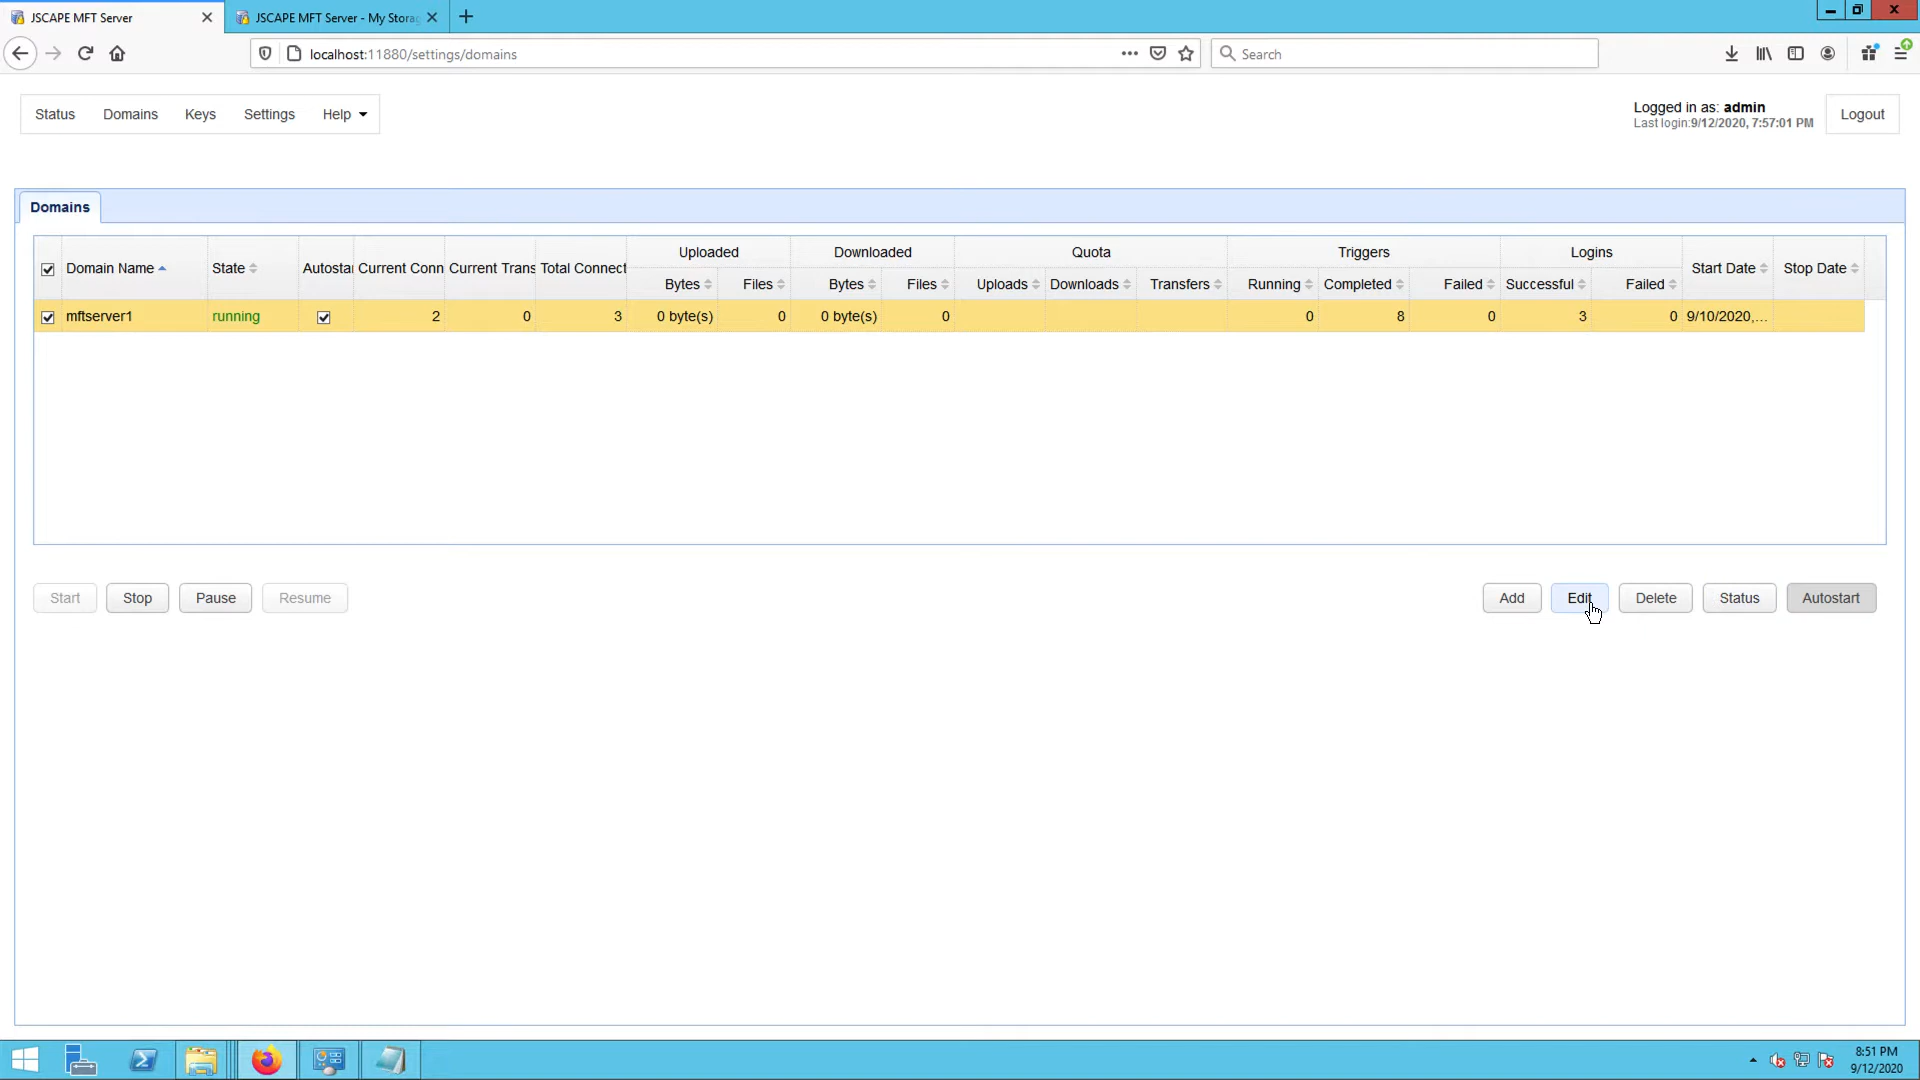 JSCAPE MFT Server
JSCAPE MFT Server - My Stora
localhost:11880/settings/domains
Search
Status Domains Keys Settings Help
Logged in as: admin
Last login:9/12/2020, 7:57:01 PM
Logout
Domains
Uploaded Downloaded Quota Triggers Logins
Domain Name State Autostar Current Conn Current Trans Total Connect Start Date Stop Date
Bytes Files Bytes Files Uploads Downloads Transfers Running Completed Failed Successful Failed
mftserver1 running 2 0 3 0 byte(s) 0 0 byte(s) 0 0 8 0 3 0 9/10/2020,...
Start Stop Pause Resume Add Edit Delete Status Autostart
8:51 PM
9/12/2020